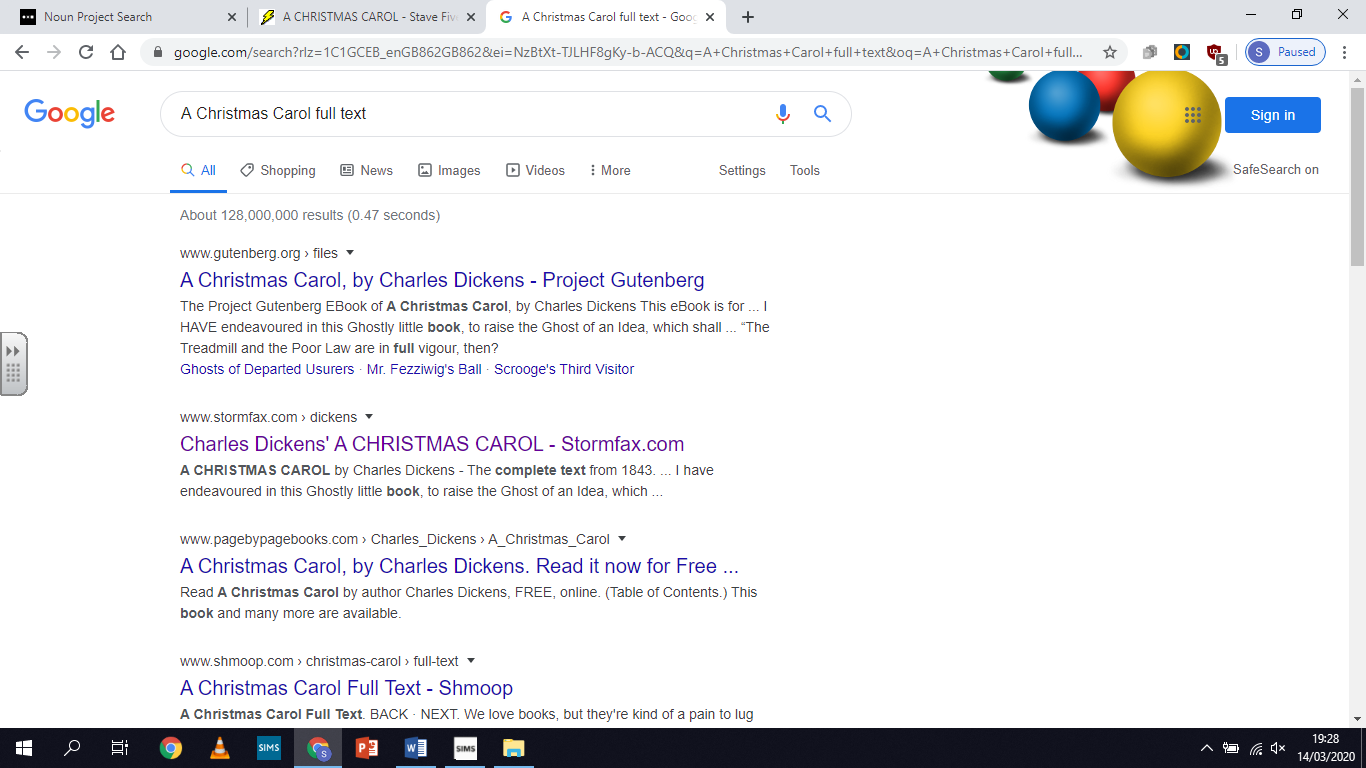 Noun Project Search
A CHRISTMAS CAROL - Stave Five
A Christmas Carol full text - Goo
google.com/search?rlz=1C1GCEB_enGB862GB862&ei=NzBtXt-TJLHF8gKy-b-ACQ&q=A+Christmas+Carol+full+text&oq=A+Christmas+Carol+full...
5
S Paused
Google
A Christmas Carol full text
Sign in
All Shopping News Images Videos More Settings Tools
SafeSearch on
About 128,000,000 results (0.47 seconds)
www.gutenberg.org › files
A Christmas Carol, by Charles Dickens - Project Gutenberg
The Project Gutenberg EBook of A Christmas Carol, by Charles Dickens This eBook is for ... I
HAVE endeavoured in this Ghostly little book, to raise the Ghost of an Idea, which shall ... “The
Treadmill and the Poor Law are in full vigour, then?
Ghosts of Departed Usurers · Mr. Fezziwig's Ball · Scrooge's Third Visitor
www.stormfax.com › dickens
Charles Dickens' A CHRISTMAS CAROL - Stormfax.com
A CHRISTMAS CAROL by Charles Dickens - The complete text from 1843. ... I have
endeavoured in this Ghostly little book, to raise the Ghost of an Idea, which ...
www.pagebypagebooks.com › Charles_Dickens › A_Christmas_Carol
A Christmas Carol, by Charles Dickens. Read it now for Free ...
Read A Christmas Carol by author Charles Dickens, FREE, online. (Table of Contents.) This
book and many more are available.
www.shmoop.com › christmas-carol › full-text
A Christmas Carol Full Text - Shmoop
A Christmas Carol Full Text. BACK · NEXT. We love books, but they're kind of a pain to lug
SIMS
S
P
W
SIMS
19:28
14/03/2020